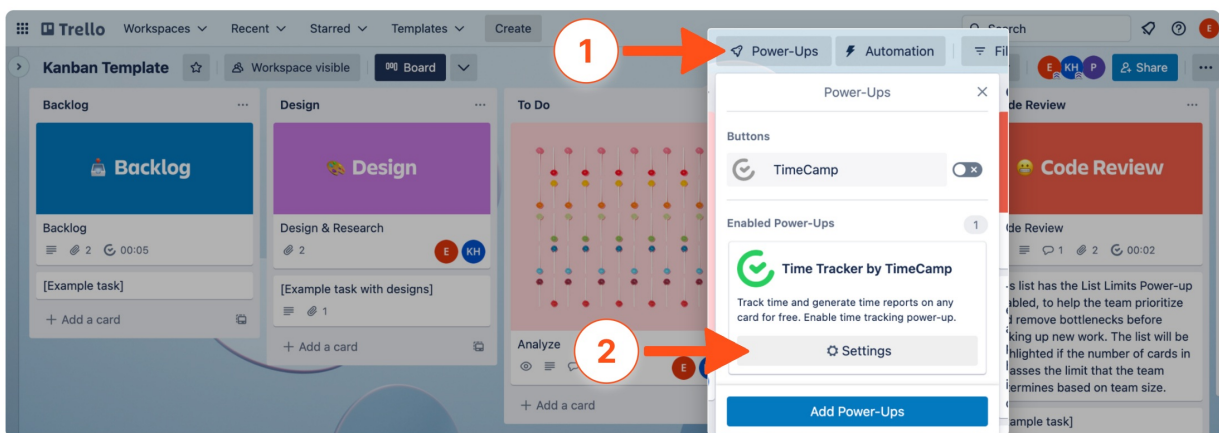 Trello Workspaces Recent Starred Templates Create
Search
E
1
Power-Ups Automation Fil
Kanban Template Workspace visible Board
E KH P Share
Backlog
Backlog
Backlog
2 00:05
[Example task]
+ Add a card
Design
Design
Design & Research
2
E KH
[Example task with designs]
1
+ Add a card
To Do
Analyze
E
+ Add a card
2
Power-Ups
Buttons
TimeCamp
Enabled Power-Ups 1
Time Tracker by TimeCamp
Track time and generate time reports on any
card for free. Enable time tracking power-up.
Settings
Add Power-Ups
de Review
Code Review
de Review
1 2 00:02
s list has the List Limits Power-up
abled, to help the team prioritize
d remove bottlenecks before
king up new work. The list will be
hlighted if the number of cards in
asses the limit that the team
termines based on team size.
ample task]